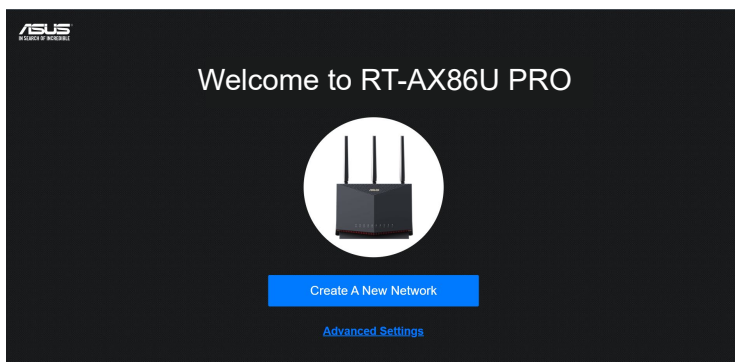 ASUS
IN SEARCH OF INCREDIBLE
Welcome to RT-AX86U PRO
Create A New Network
Advanced Settings